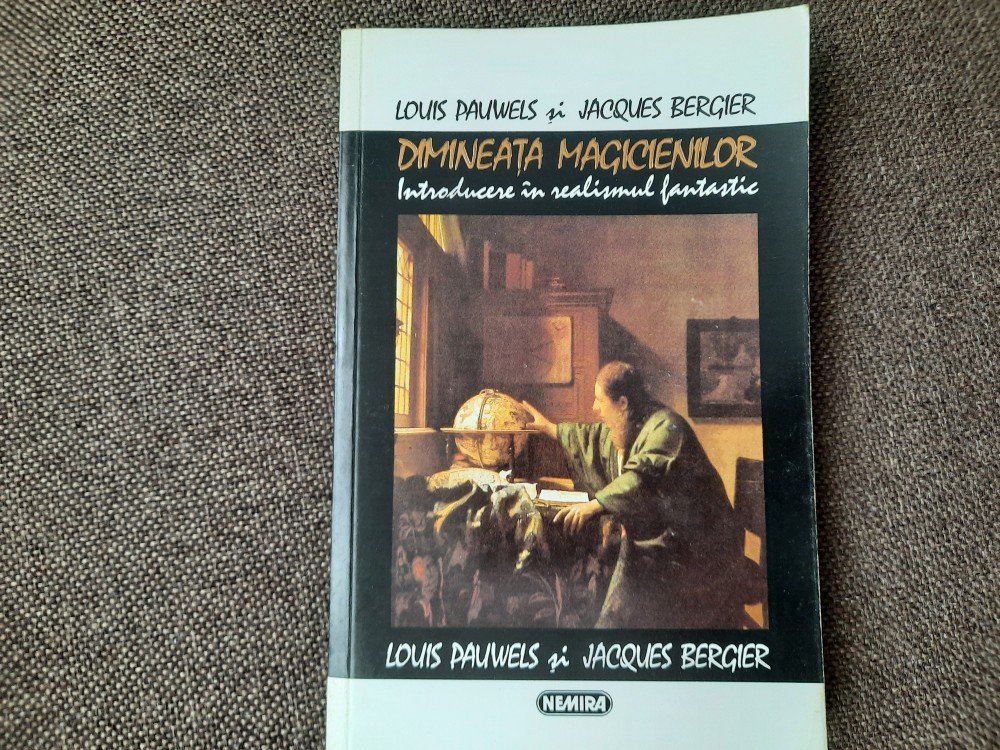 LOUIS PAUWELS și JACQUES BERGIER
DIMINEAȚA MAGICIENILOR
Introducere în realismul fantastic
LOUIS PAUWELS și JACQUES BERGIER
NEMIRA